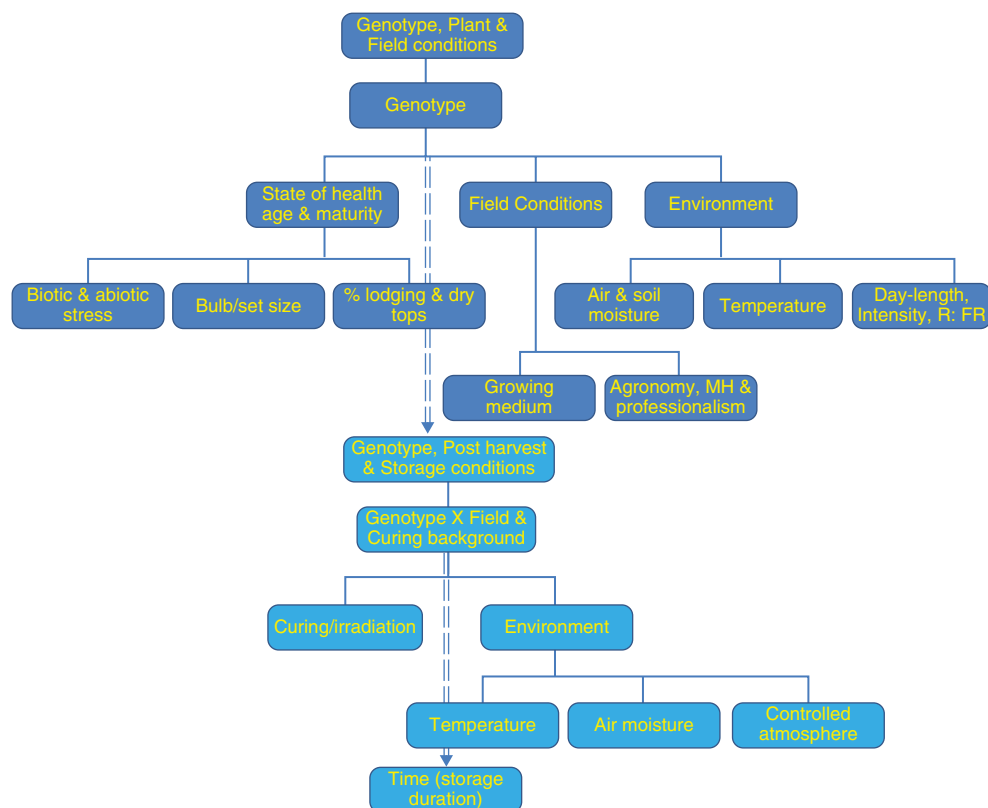 Genotype, Plant &
Field conditions
Genotype
State of health
age & maturity
Field Conditions
Environment
Biotic & abiotic
stress
Bulb/set size
% lodging & dry
tops
Air & soil
moisture
Temperature
Day-length,
Intensity, R: FR
Growing
medium
Agronomy, MH &
professionalism
Genotype, Post harvest
& Storage conditions
Genotype X Field &
Curing background
Curing/irradiation
Environment
Temperature
Air moisture
Controlled
atmosphere
Time (storage
duration)